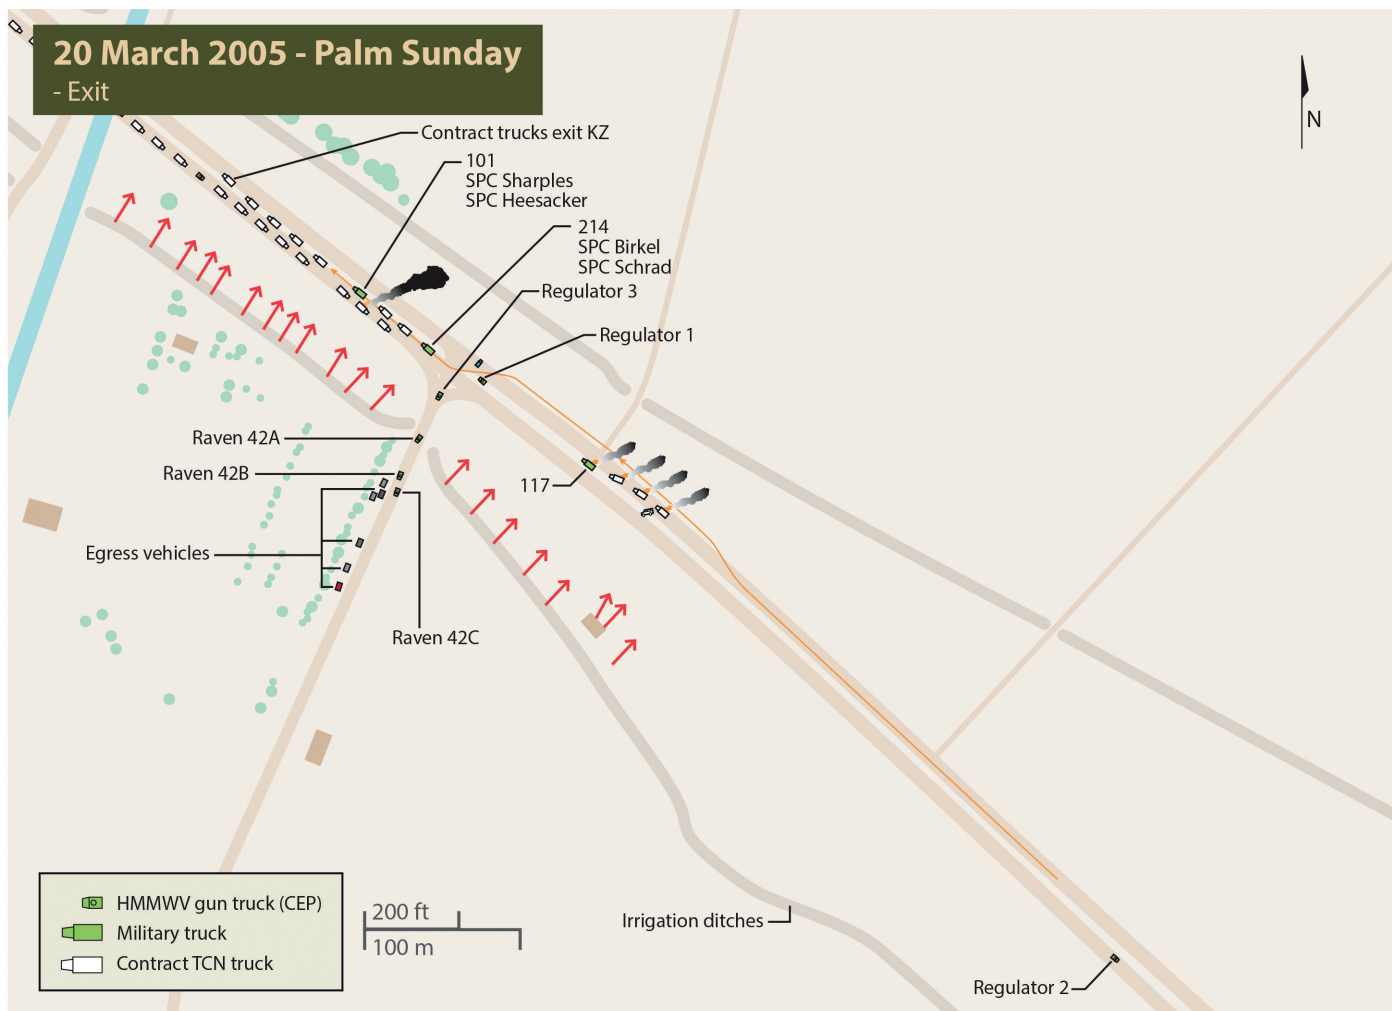 20 March 2005 - Palm Sunday
- Exit
N
Contract trucks exit KZ
101
SPC Sharples
SPC Heesacker
214
SPC Birkel
SPC Schrad
Regulator 3
Regulator 1
Raven 42A
Raven 42B
117
Egress vehicles
Raven 42C
HMMWV gun truck (CEP)
Military truck
Contract TCN truck
200 ft
100 m
Irrigation ditches
Regulator 2